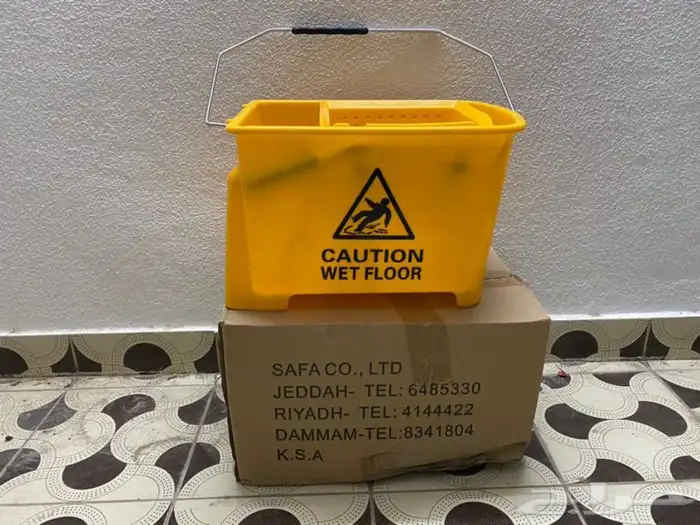 CAUTION
WET FLOOR
SAFA CO., LTD
JEDDAH- TEL: 6485330
RIYADH- TEL: 4144422
DAMMAM-TEL:8341804
K.S.A